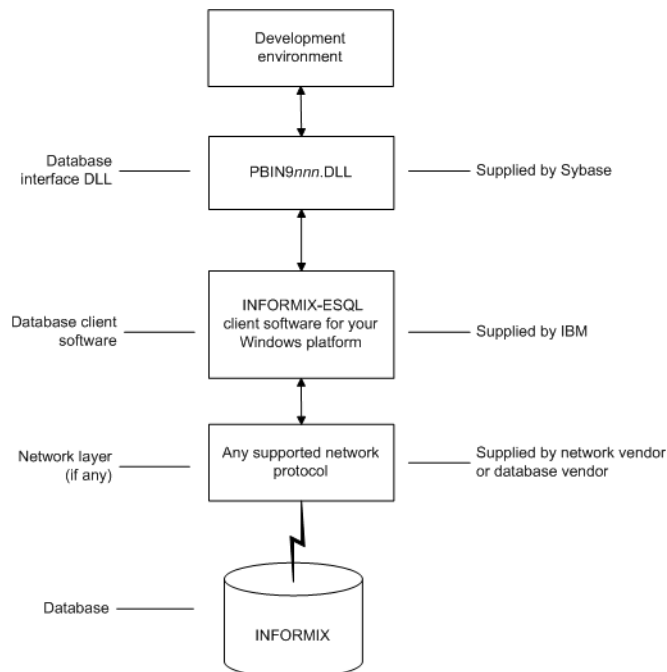 Development
environment
Database
interface DLL
PBIN9nnn.DLL
Supplied by Sybase
Database client
software
INFORMIX-ESQL
client software for your
Windows platform
Supplied by IBM
Network layer
(if any)
Any supported network
protocol
Supplied by network vendor
or database vendor
Database
INFORMIX